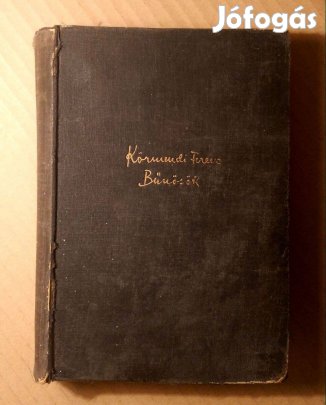 Jófogás
Körmendi Ferenc
Bűnösök